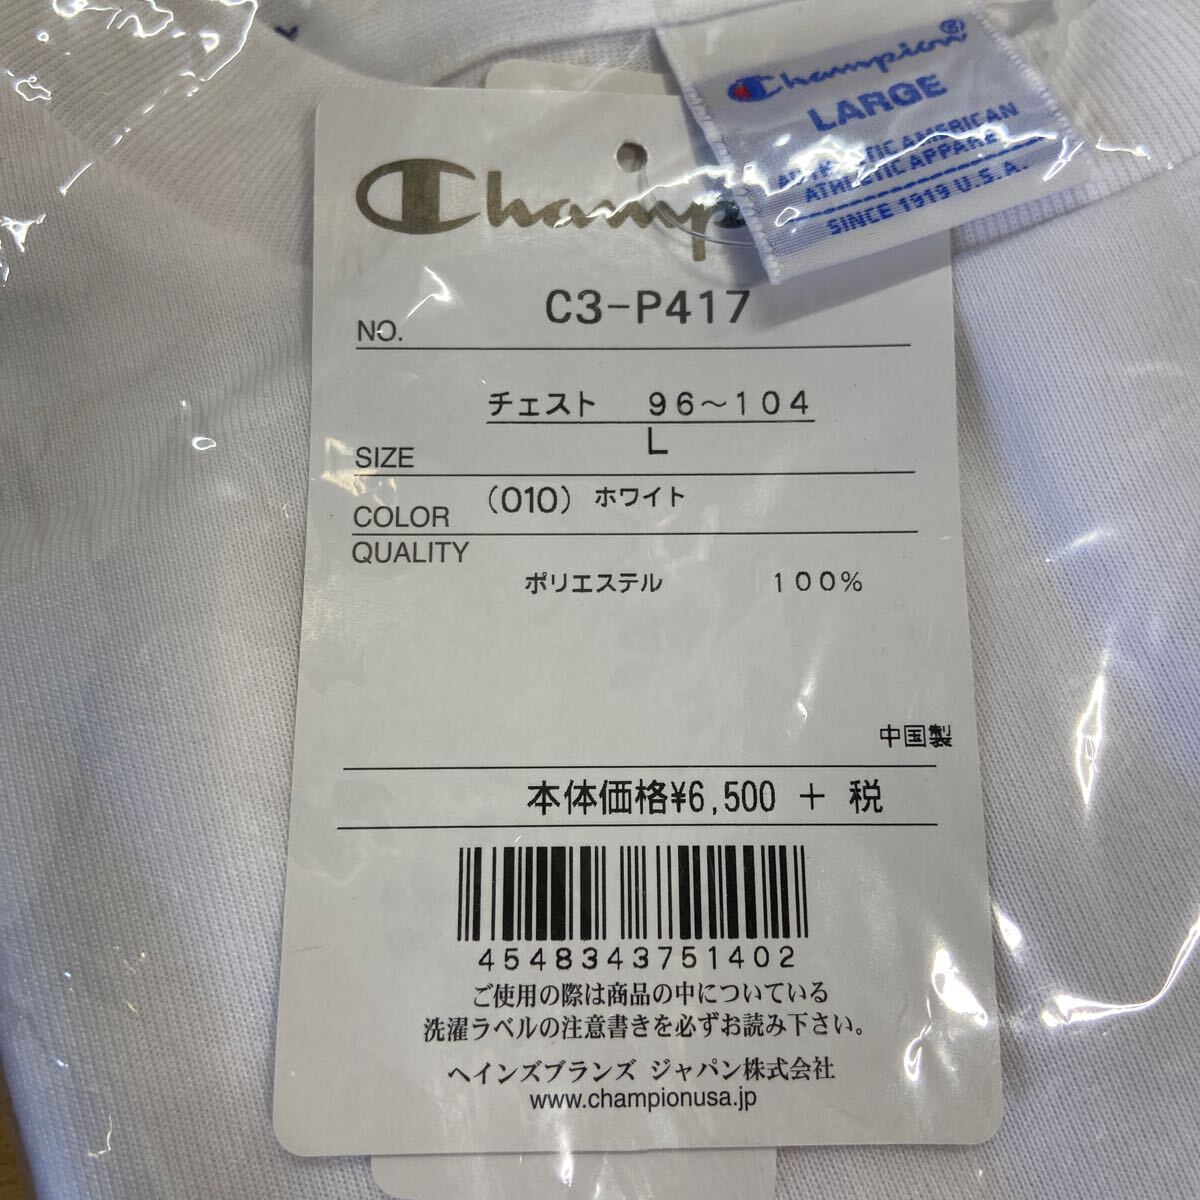 Champion
LARGE
AUTHENTIC AMERICAN
ATHLETIC APPAREL
SINCE 1919 U.S.A.
Champ
NO. C3-P417
チェスト 96～104
SIZE L
COLOR (010) ホワイト
QUALITY
ポリエステル 100%
中国製
本体価格¥6,500 + 税
4548343751402
ご使用の際は商品の中についている
洗濯ラベルの注意書きを必ずお読み下さい。
ヘインズブランズ ジャパン株式会社
www.championusa.jp